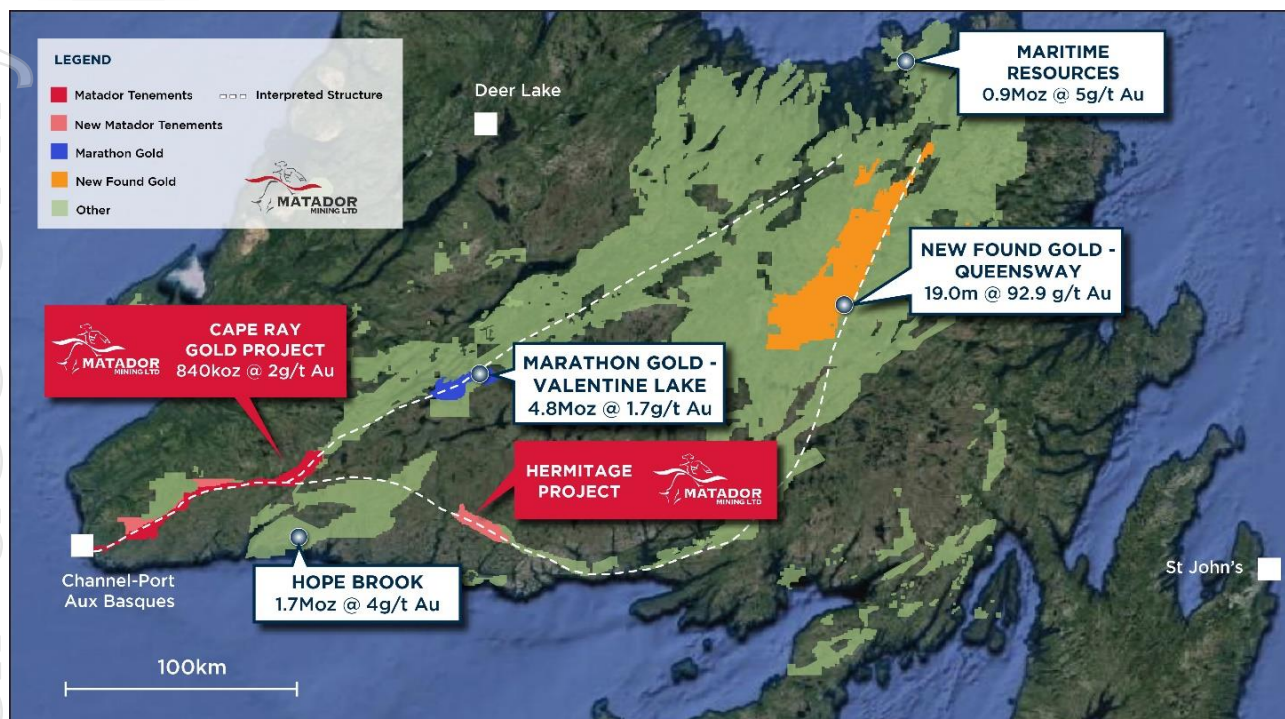 LEGEND
Matador Tenements
Interpreted Structure
New Matador Tenements
Marathon Gold
New Found Gold
Other
MATADOR
MINING LTD
Deer Lake
MARITIME
RESOURCES
0.9Moz @ 5g/t Au
NEW FOUND GOLD -
QUEENSWAY
19.0m @ 92.9 g/t Au
MATADOR
MINING LTD
CAPE RAY
GOLD PROJECT
840koz @ 2g/t Au
MARATHON GOLD -
VALENTINE LAKE
4.8Moz @ 1.7g/t Au
HERMITAGE
PROJECT
MATADOR
MINING LTD
Channel-Port
Aux Basques
HOPE BROOK
1.7Moz @ 4g/t Au
St John's
100km